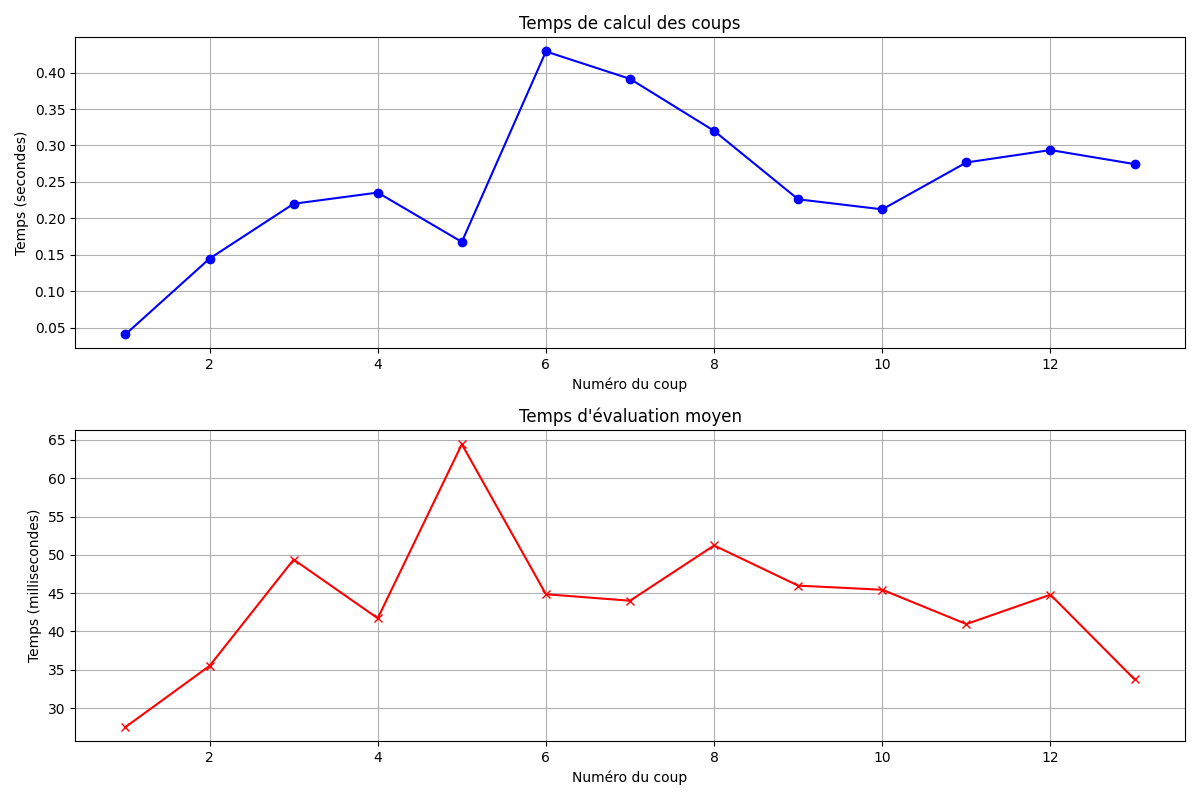 Temps de calcul des coups
Temps (secondes)
0.40
0.35
0.30
0.25
0.20
0.15
0.10
0.05
2 4 6 8 10 12
Numéro du coup
Temps d'évaluation moyen
Temps (millisecondes)
65
60
55
50
45
40
35
30
2 4 6 8 10 12
Numéro du coup